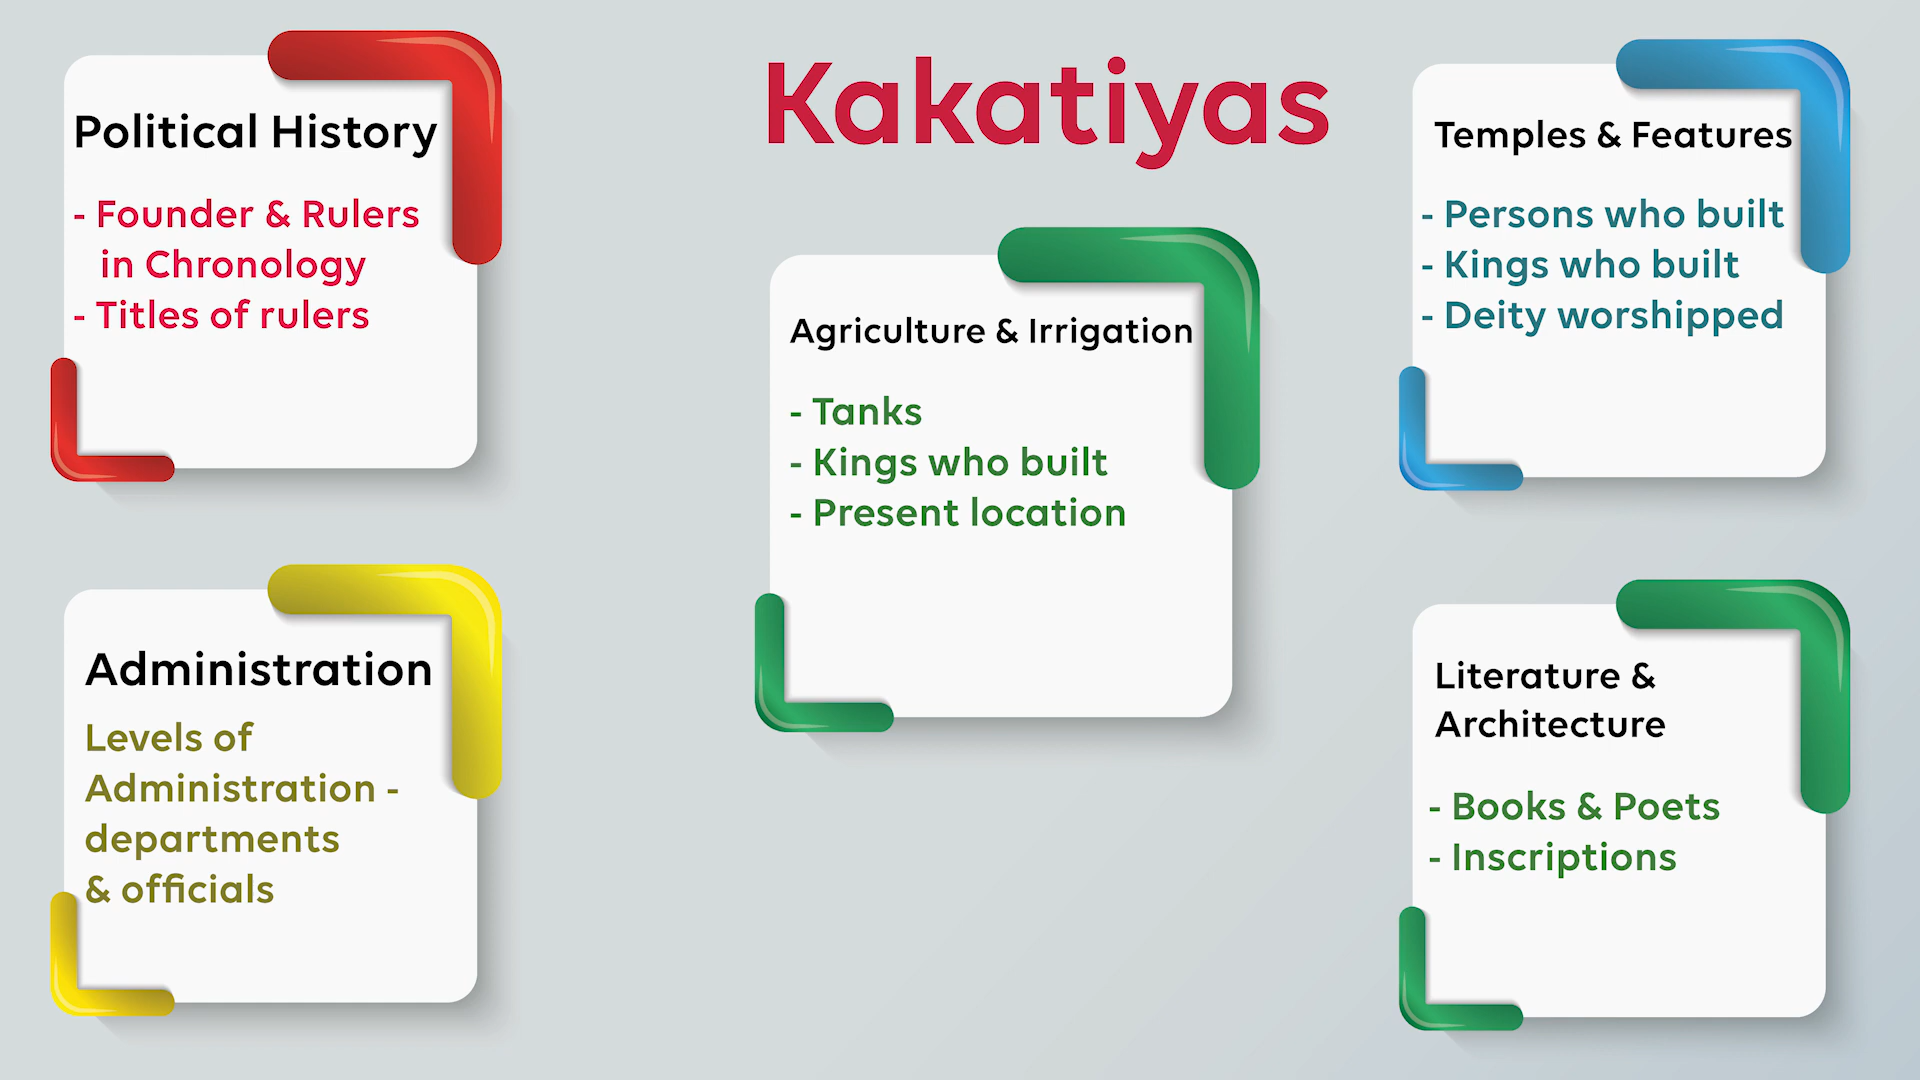 Kakatiyas
Political History
- Founder & Rulers
in Chronology
- Titles of rulers
Administration
Levels of
Administration -
departments
& officials
Agriculture & Irrigation
- Tanks
- Kings who built
- Present location
Temples & Features
- Persons who built
- Kings who built
- Deity worshipped
Literature &
Architecture
- Books & Poets
- Inscriptions